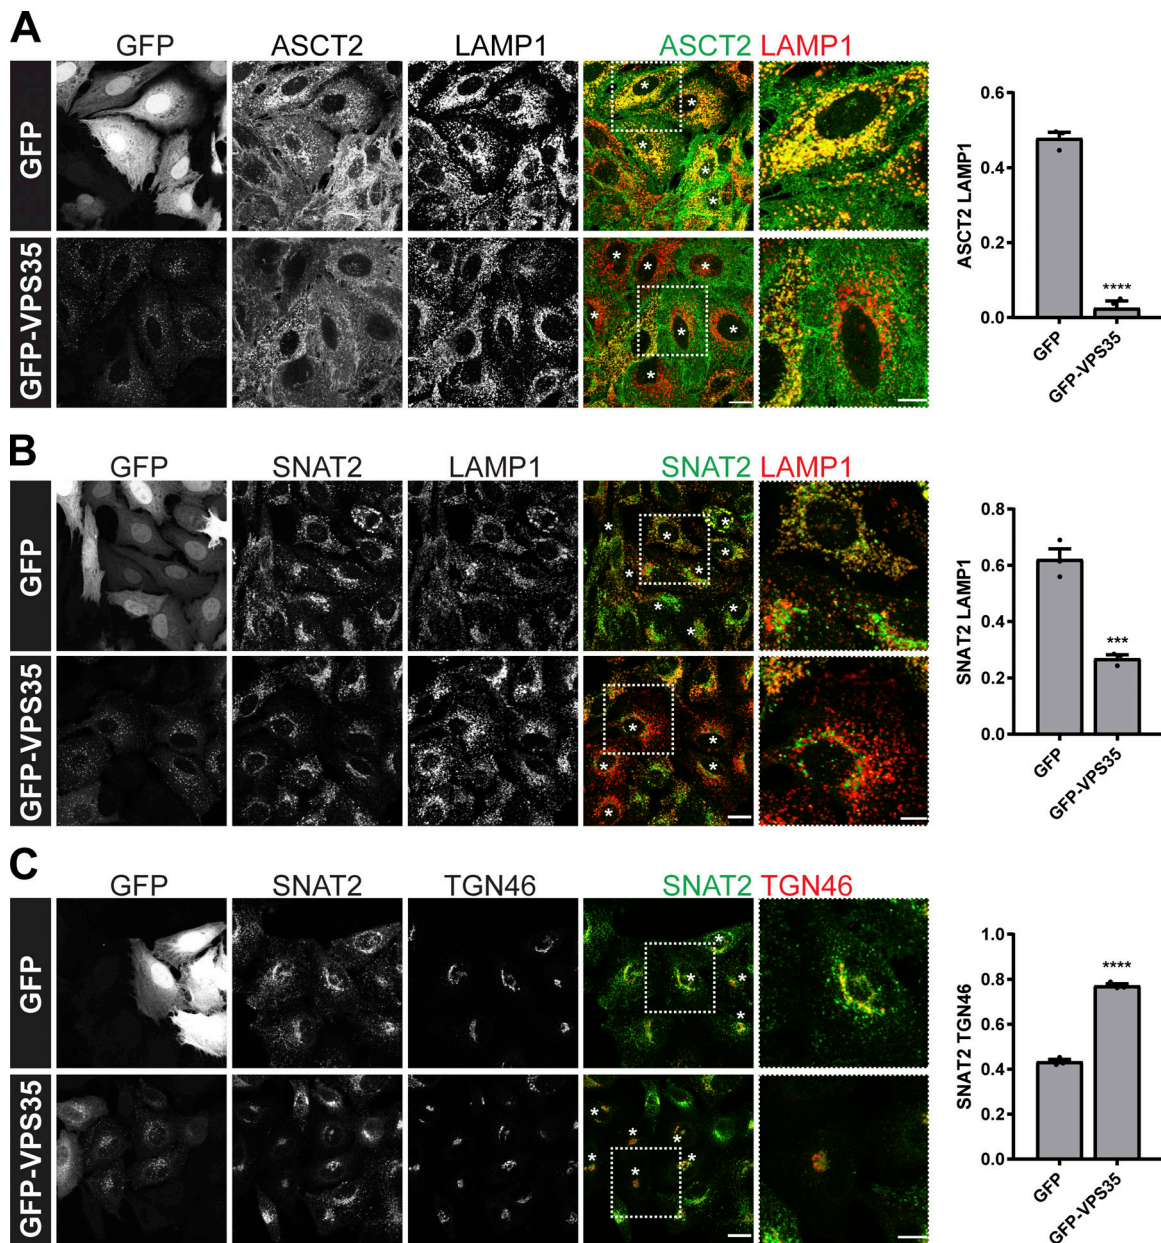 A
GFP ASCT2 LAMP1 ASCT2 LAMP1
GFP
GFP-VPS35
ASCT2 LAMP1
0.6
0.4
0.2
0.0
****
GFP
GFP-VPS35
B
GFP SNAT2 LAMP1 SNAT2 LAMP1
GFP
GFP-VPS35
SNAT2 LAMP1
0.8
0.6
0.4
0.2
0.0
***
GFP
GFP-VPS35
C
GFP SNAT2 TGN46 SNAT2 TGN46
GFP
GFP-VPS35
SNAT2 TGN46
1.0
0.8
0.6
0.4
0.2
0.0
****
GFP
GFP-VPS35